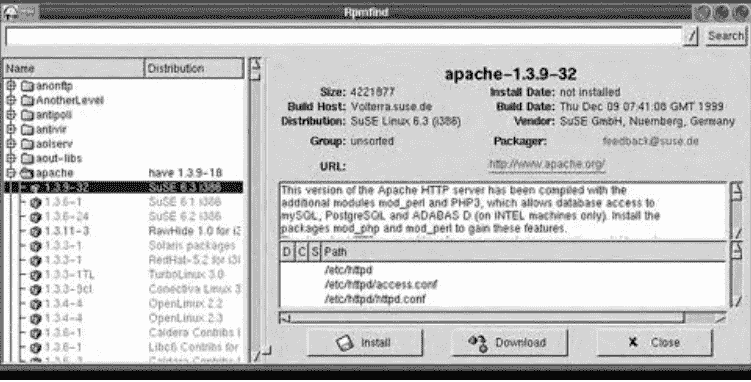 Rpmfind
Search
Name Distribution
anonftp
AnotherLevel
antipoli
antivir
aolserv
aout-libs
apache have 1.3.9-18
1.3.9-32 SuSE 6.3 i386
1.3.6-1 SuSE 6.1 i386
1.3.6-24 SuSE 6.2 i386
1.3.11-3 RawHide 1.0 for i2
1.3.3-1 Solaris packages
1.3.3-1 RedHat-5.2 for i3
1.3.3-1TL TurboLinux 3.0
1.3.3-9cl Conectiva Linux 3
1.3.4-4 OpenLinux 2.2
1.3.4-4 OpenLinux 2.3
1.3.6-1 Caldera Contribs
1.3.6-1 Libc6 Contribs for
1.3.6-3 Caldera Contribs
apache-1.3.9-32
Size: 4221877 Install Date: not installed
Build Host: Volterra.suse.de Build Date: Thu Dec 09 07:41:08 GMT 1999
Distribution: SuSE Linux 6.3 (i386) Vendor: SuSE GmbH, Nuernberg, Germany
Group: unsorted Packager: feedback@suse.de
URL: http://www.apache.org/
This version of the Apache HTTP server has been compiled with the
additional modules mod_perl and PHP3, which allows database access to
mySQL, PostgreSQL and ADABAS D (on INTEL machines only). Install the
packages mod_php and mod_perl to gain these features.
D C S Path
/etc/httpd
/etc/httpd/access.conf
/etc/httpd/httpd.conf
Install Download Close